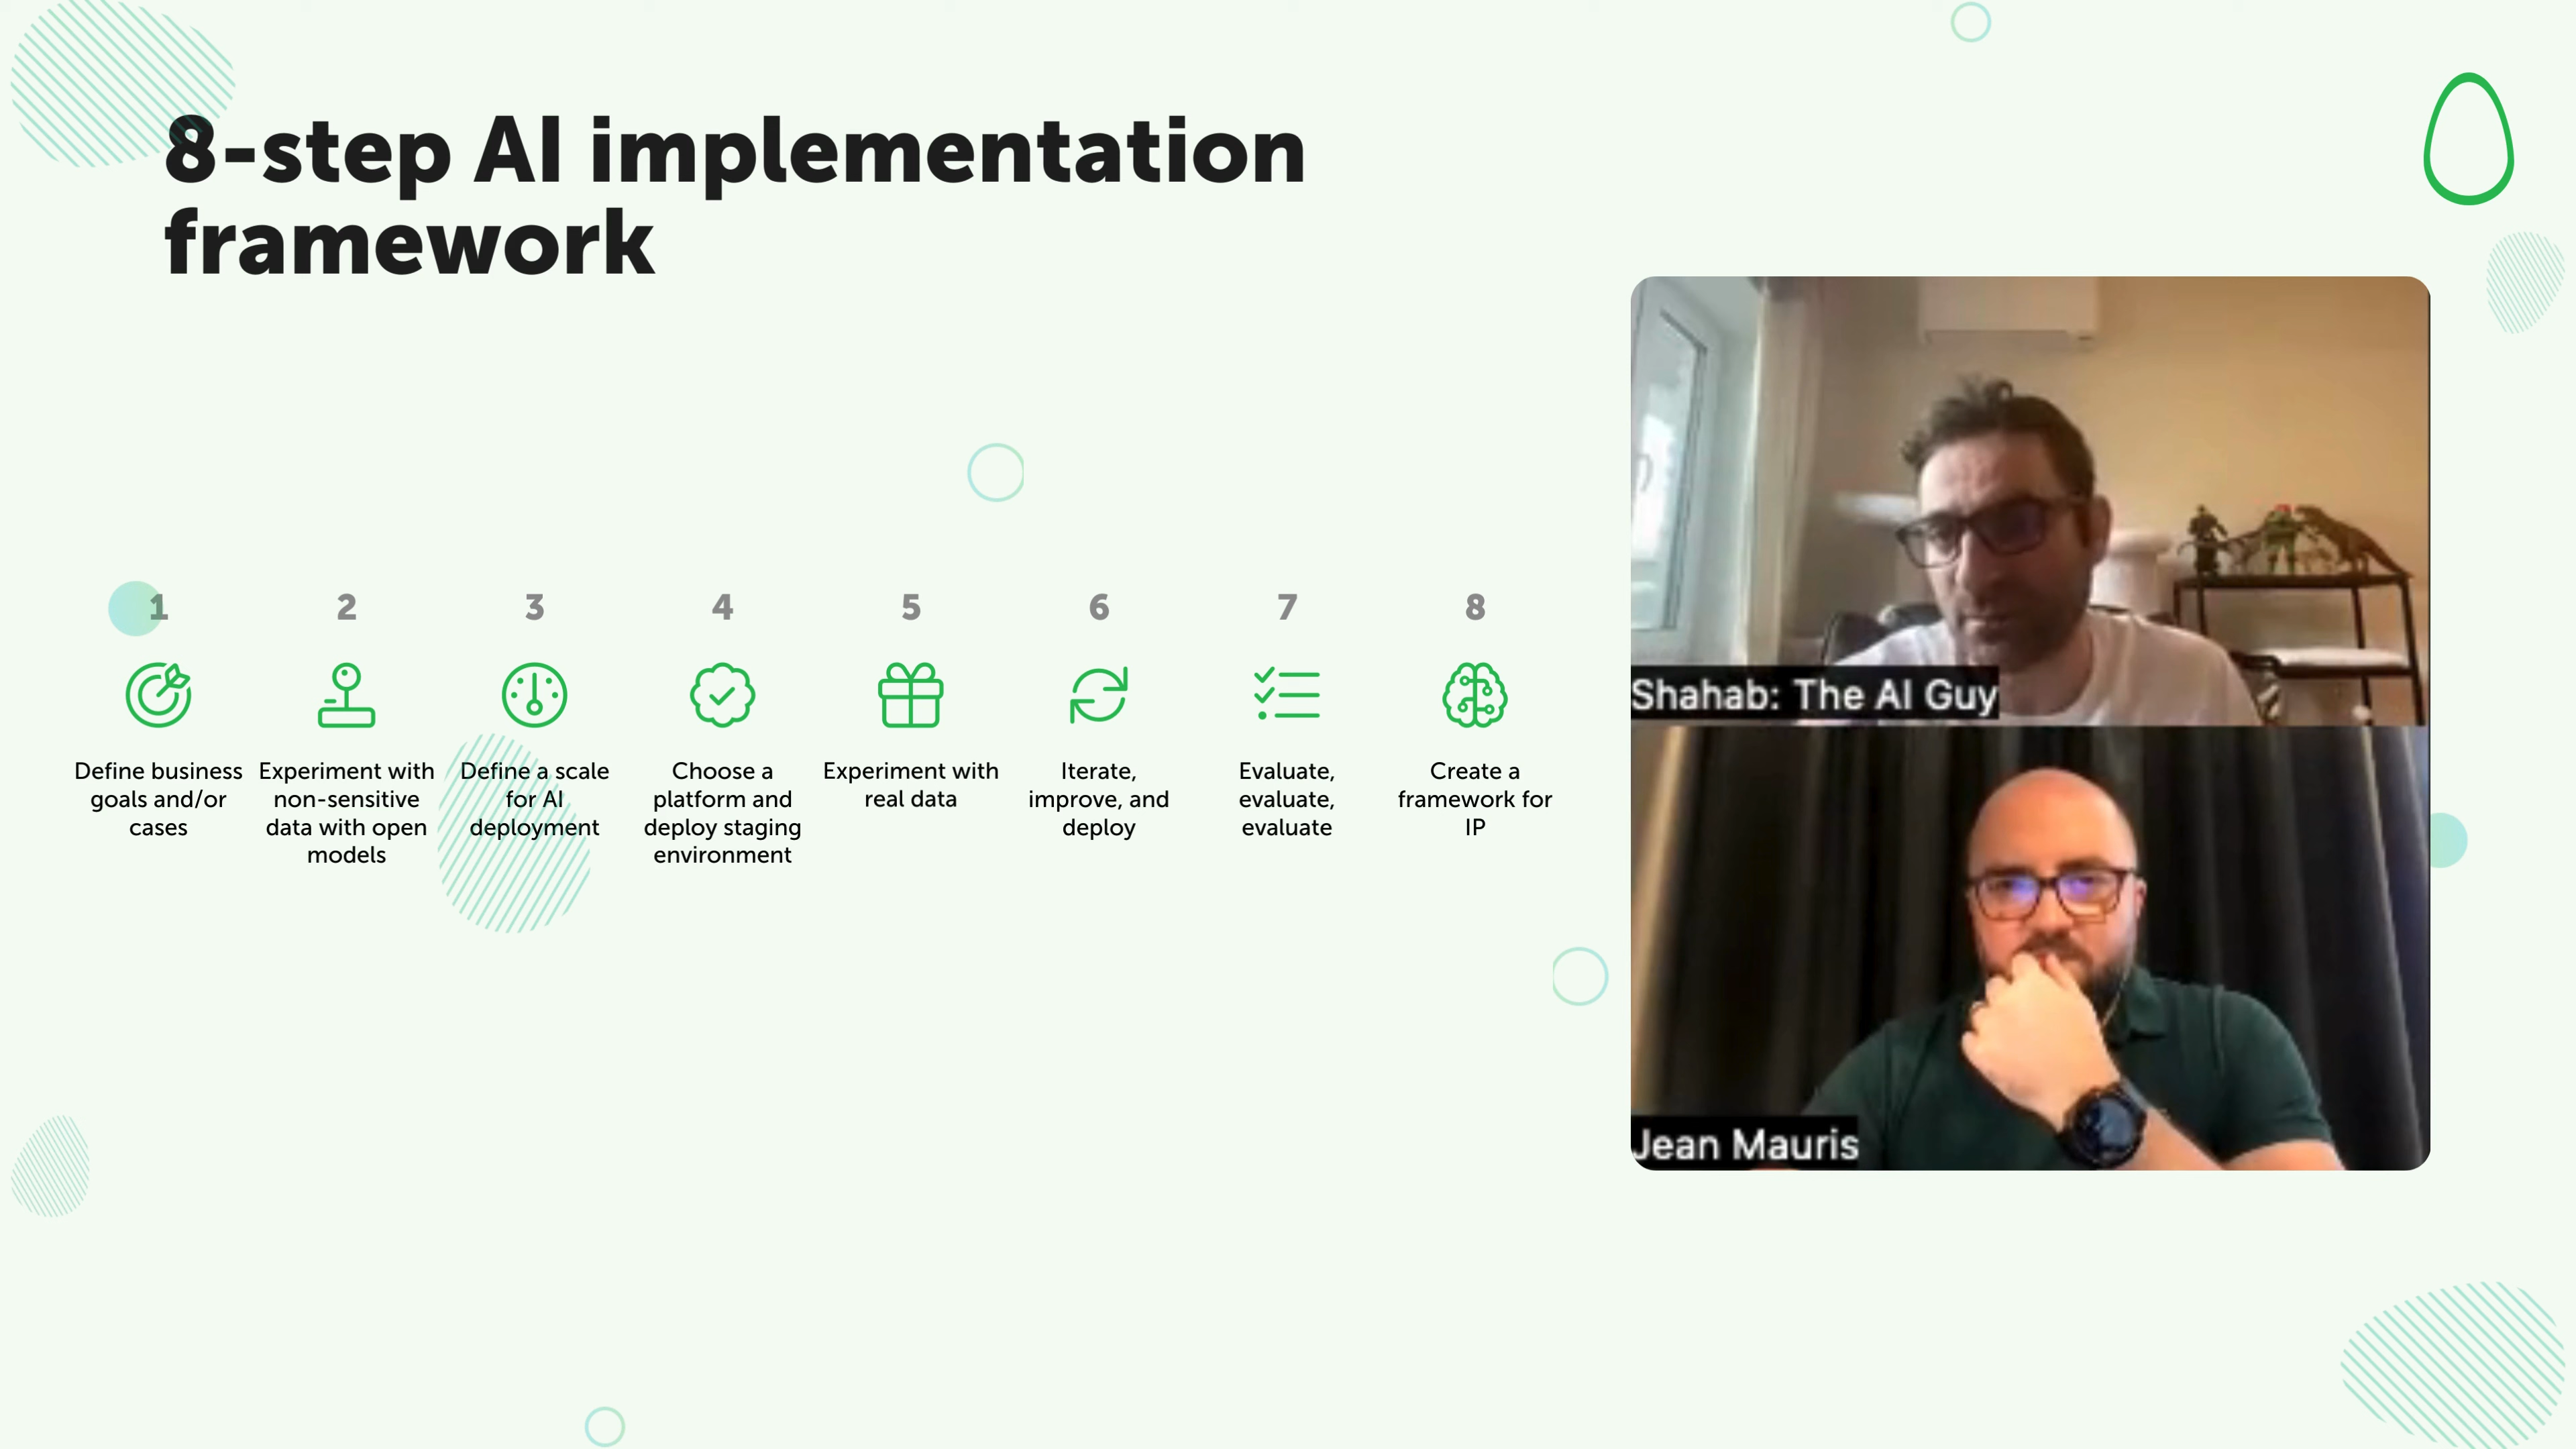 8-step AI implementation
framework
1
Define business
goals and/or
cases
2
Experiment with
non-sensitive
data with open
models
3
Define a scale
for AI
deployment
4
Choose a
platform and
deploy staging
environment
5
Experiment with
real data
6
Iterate,
improve, and
deploy
7
Evaluate,
evaluate,
evaluate
8
Create a
framework for
IP
Shahab: The AI Guy
Jean Mauris